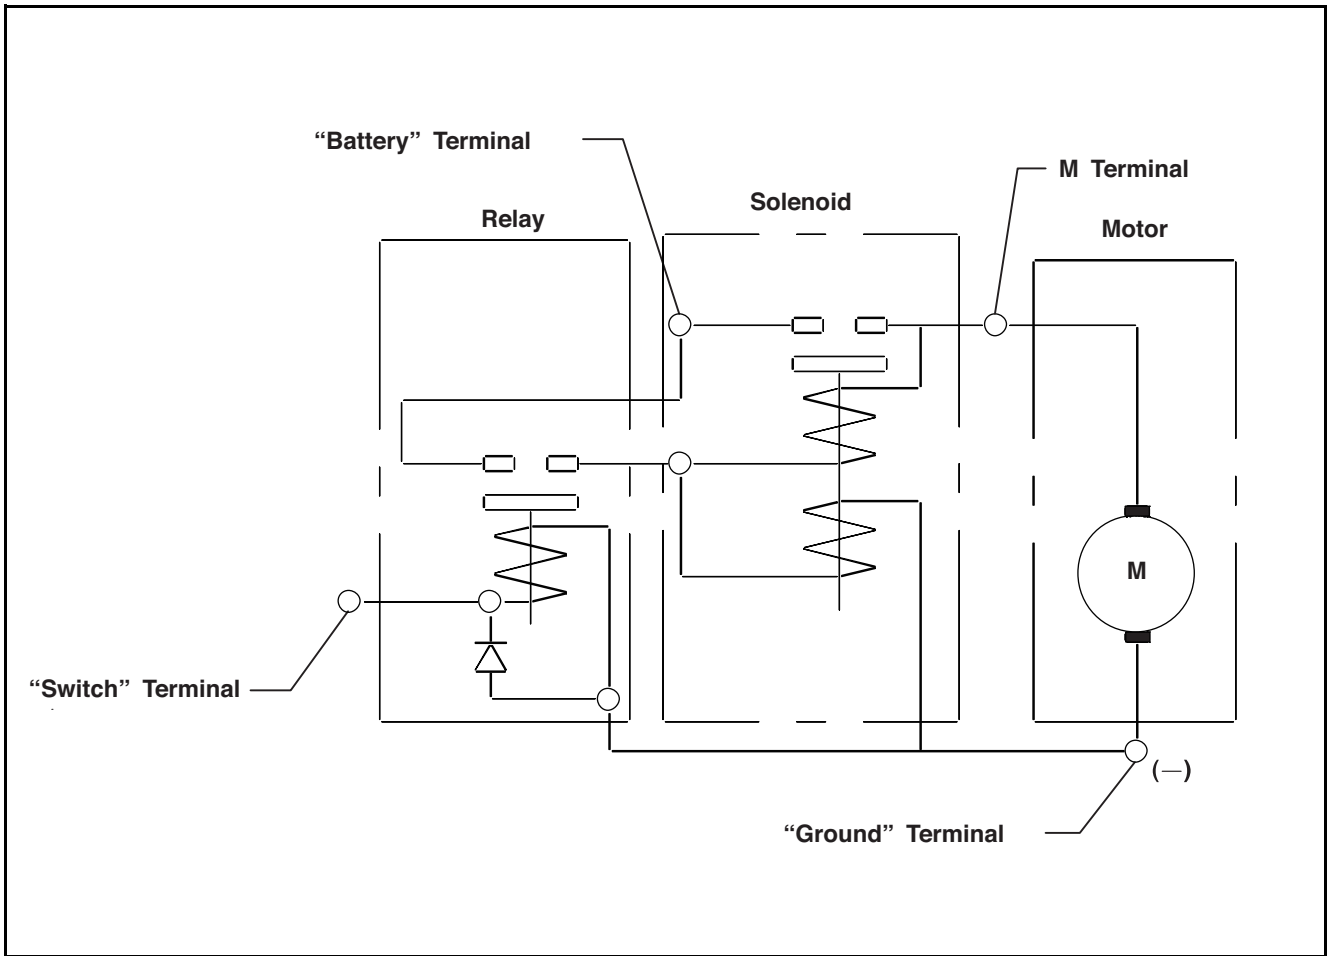 “Battery” Terminal
M Terminal
Solenoid
Relay
Motor
M
“Switch” Terminal
(—)
“Ground” Terminal